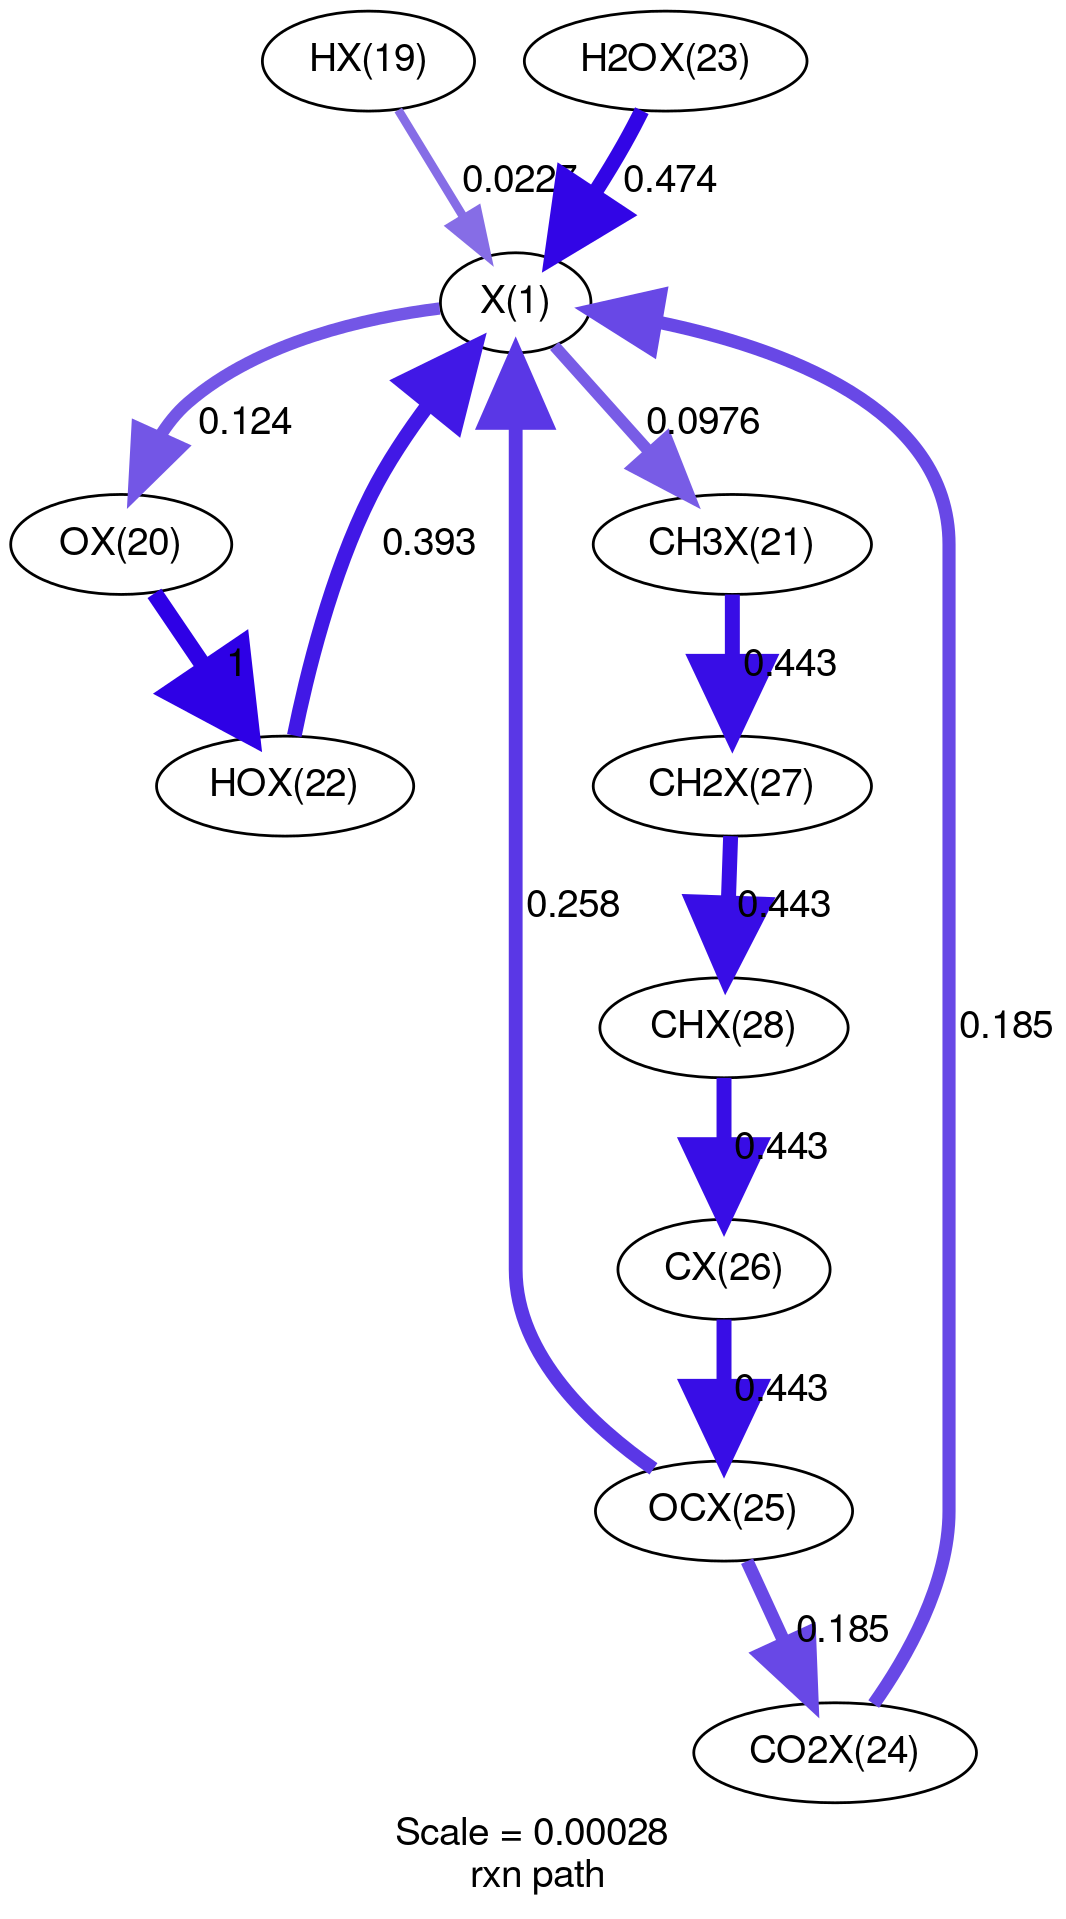 HX(19)
H2OX(23)
0.0227
0.474
X(1)
0.124
0.0976
OX(20)
0.393
CH3X(21)
1
0.443
HOX(22)
CH2X(27)
0.258
0.443
CHX(28)
0.185
0.443
CX(26)
0.443
OCX(25)
0.185
CO2X(24)
Scale = 0.00028
rxn path